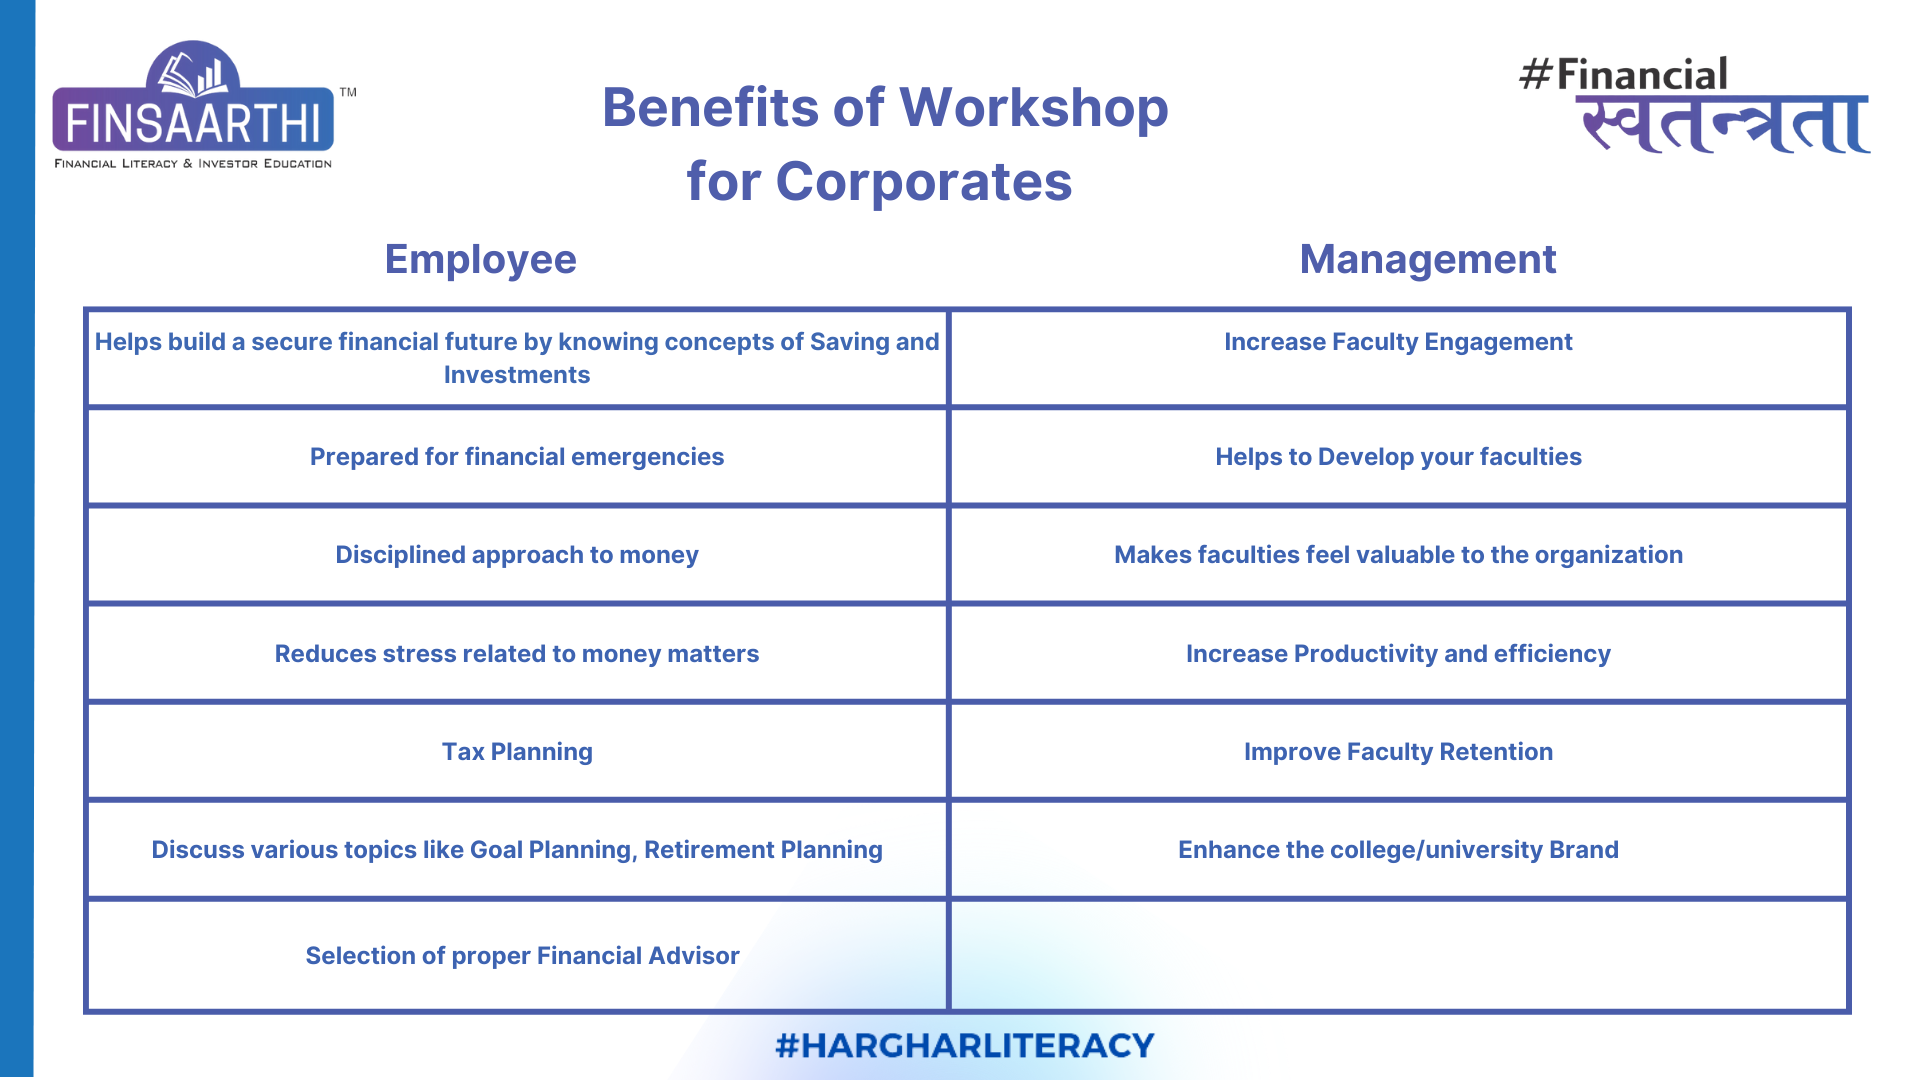 FINSAARTHI
TM
FINANCIAL LITERACY & INVESTOR EDUCATION
Benefits of Workshop
for Corporates
#Financial
स्वतन्त्रता
Employee
Management
Helps build a secure financial future by knowing concepts of Saving and
Investments
Increase Faculty Engagement
Prepared for financial emergencies
Helps to Develop your faculties
Disciplined approach to money
Makes faculties feel valuable to the organization
Reduces stress related to money matters
Increase Productivity and efficiency
Tax Planning
Improve Faculty Retention
Discuss various topics like Goal Planning, Retirement Planning
Enhance the college/university Brand
Selection of proper Financial Advisor
#HARGHARLITERACY